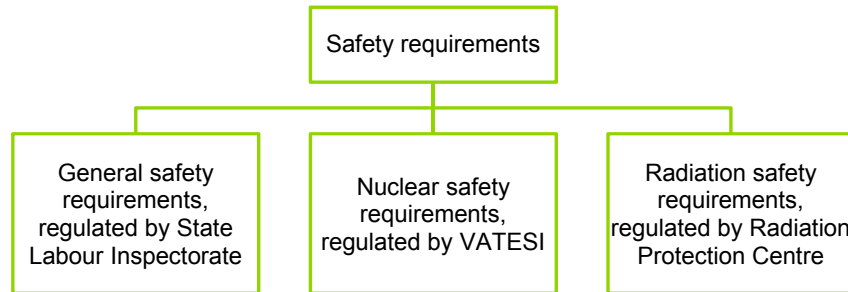 Safety requirements
General safety
requirements,
regulated by State
Labour Inspectorate
Nuclear safety
requirements,
regulated by VATESI
Radiation safety
requirements,
regulated by Radiation
Protection Centre